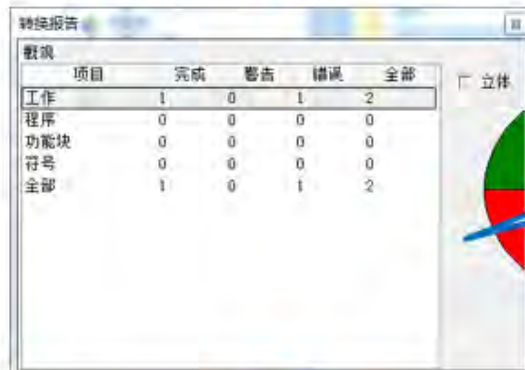 转换报告
概观
项目 完成 警告 错误 全部
工作 1 0 1 2
程序 0 0 0 0
功能块 0 0 0 0
符号 0 0 0 0
全部 1 0 1 2
立体